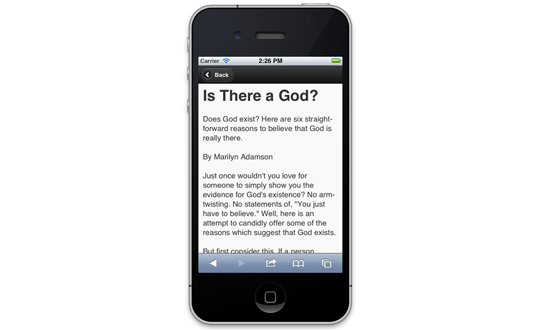 Carrier 2:26 PM
Back
Is There a God?
Does God exist? Here are six straight-
forward reasons to believe that God is
really there.
By Marilyn Adamson
Just once wouldn't you love for
someone to simply show you the
evidence for God's existence? No arm-
twisting. No statements of, "You just
have to believe." Well, here is an
attempt to candidly offer some of the
reasons which suggest that God exists.
But first consider this. If a person